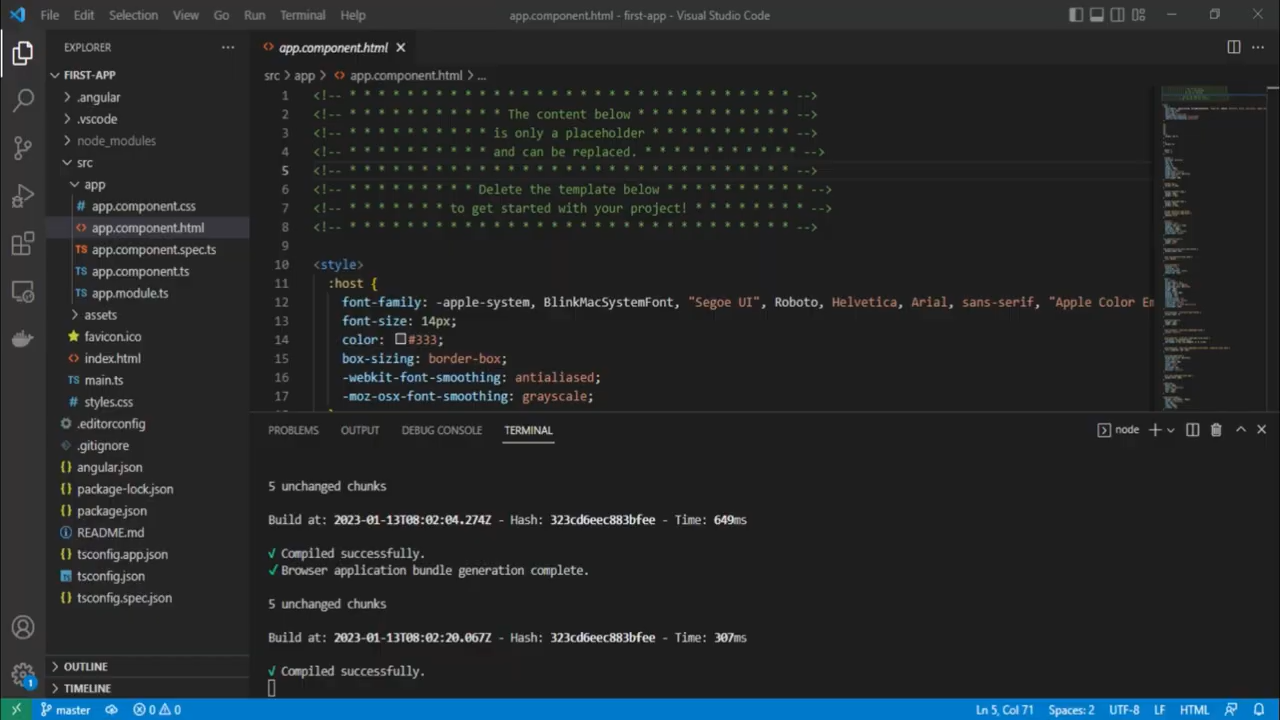 File Edit Selection View Go Run Terminal Help
app.component.html - first-app - Visual Studio Code
EXPLORER
FIRST-APP
.angular
.vscode
node_modules
src
app
app.component.css
app.component.html
app.component.spec.ts
app.component.ts
app.module.ts
assets
favicon.ico
index.html
main.ts
styles.css
.editorconfig
.gitignore
angular.json
package-lock.json
package.json
README.md
tsconfig.app.json
tsconfig.json
tsconfig.spec.json
OUTLINE
TIMELINE
app.component.html
src > app > app.component.html > ...
1 <!-- * * * * * * * * * * * * * * * * * * * * * * * * * * * * * * * -->
2 <!-- * * * * * * * * * * * The content below * * * * * * * * * * * -->
3 <!-- * * * * * * * * * * is only a placeholder * * * * * * * * * * -->
4 <!-- * * * * * * * * * * and can be replaced. * * * * * * * * * * * -->
5 <!-- * * * * * * * * * * * * * * * * * * * * * * * * * * * * * * * -->
6 <!-- * * * * * * * * * Delete the template below * * * * * * * * * * -->
7 <!-- * * * * * * * to get started with your project! * * * * * * * * -->
8 <!-- * * * * * * * * * * * * * * * * * * * * * * * * * * * * * * * -->
9
10 <style>
11 :host {
12 font-family: -apple-system, BlinkMacSystemFont, "Segoe UI", Roboto, Helvetica, Arial, sans-serif, "Apple Color Em
13 font-size: 14px;
14 color: #333;
15 box-sizing: border-box;
16 -webkit-font-smoothing: antialiased;
17 -moz-osx-font-smoothing: grayscale;
PROBLEMS OUTPUT DEBUG CONSOLE TERMINAL
node
5 unchanged chunks
Build at: 2023-01-13T08:02:04.274Z - Hash: 323cd6eec883bfee - Time: 649ms
√ Compiled successfully.
√ Browser application bundle generation complete.
5 unchanged chunks
Build at: 2023-01-13T08:02:20.067Z - Hash: 323cd6eec883bfee - Time: 307ms
√ Compiled successfully.
1
master 0 0
Ln 5, Col 71 Spaces: 2 UTF-8 LF HTML